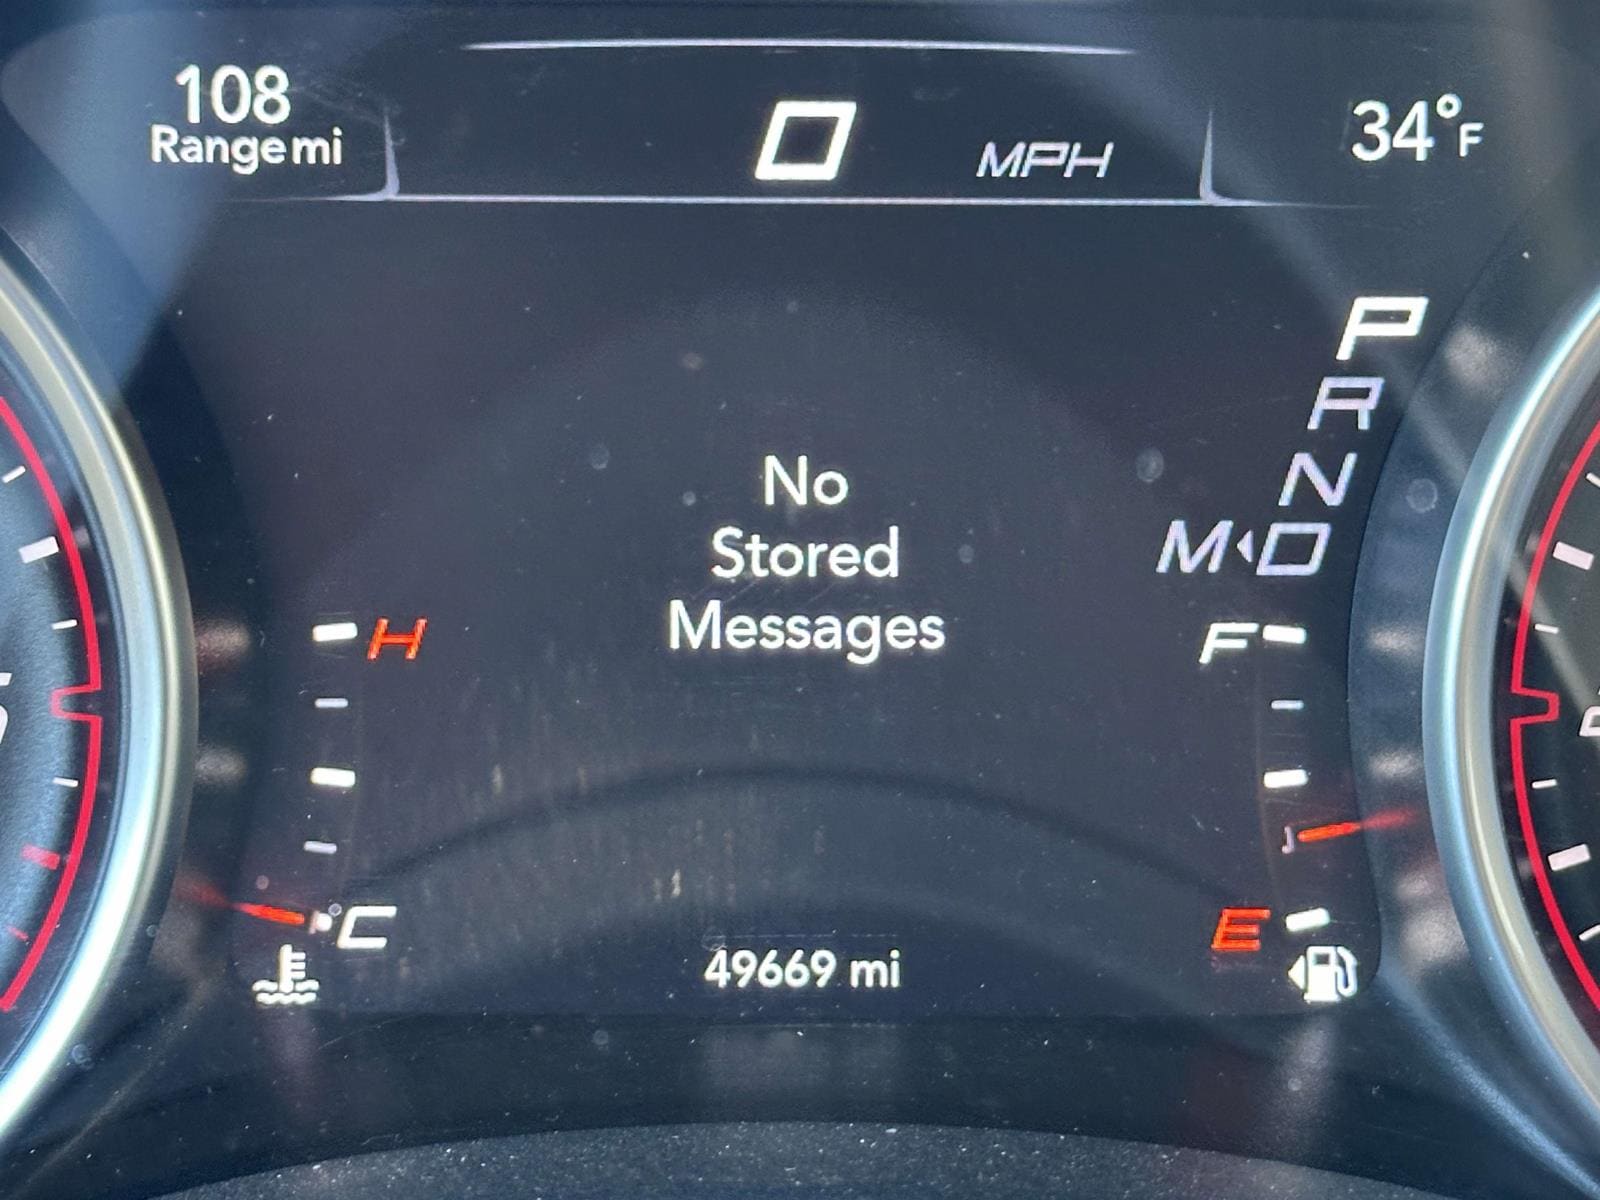 108
Range mi
0 MPH
34°F
P
R
N
M D
No
Stored
Messages
H
F
C
E
49669 mi